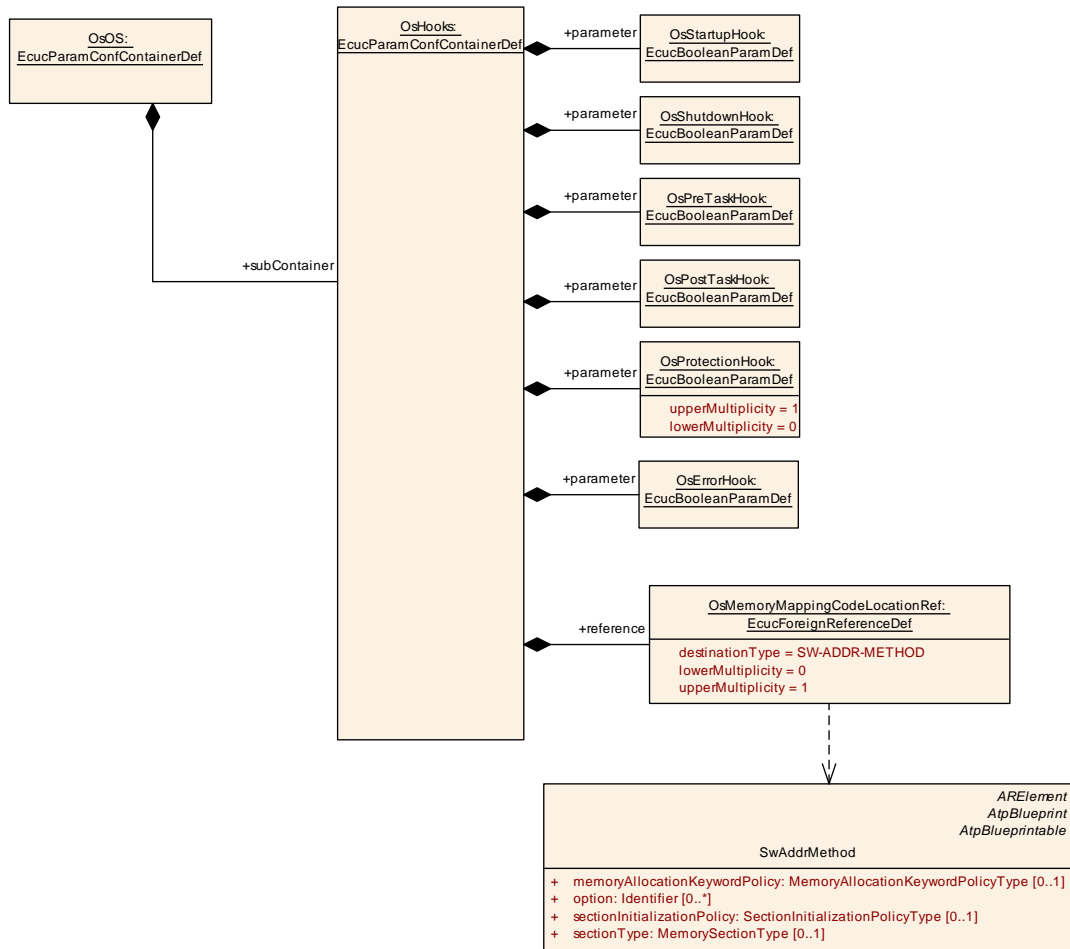 OsOS:
EcucParamConfContainerDef
OsHooks:
EcucParamConfContainerDef
+subContainer
+parameter
OsStartupHook:
EcucBooleanParamDef
+parameter
OsShutdownHook:
EcucBooleanParamDef
+parameter
OsPreTaskHook:
EcucBooleanParamDef
+parameter
OsPostTaskHook:
EcucBooleanParamDef
+parameter
OsProtectionHook:
EcucBooleanParamDef
upperMultiplicity = 1
lowerMultiplicity = 0
+parameter
OsErrorHook:
EcucBooleanParamDef
+reference
OsMemoryMappingCodeLocationRef:
EcucForeignReferenceDef
destinationType = SW-ADDR-METHOD
lowerMultiplicity = 0
upperMultiplicity = 1
ARElement
AtpBlueprint
AtpBlueprintable
SwAddrMethod
+ memoryAllocationKeywordPolicy: MemoryAllocationKeywordPolicyType [0..1]
+ option: Identifier [0..*]
+ sectionInitializationPolicy: SectionInitializationPolicyType [0..1]
+ sectionType: MemorySectionType [0..1]